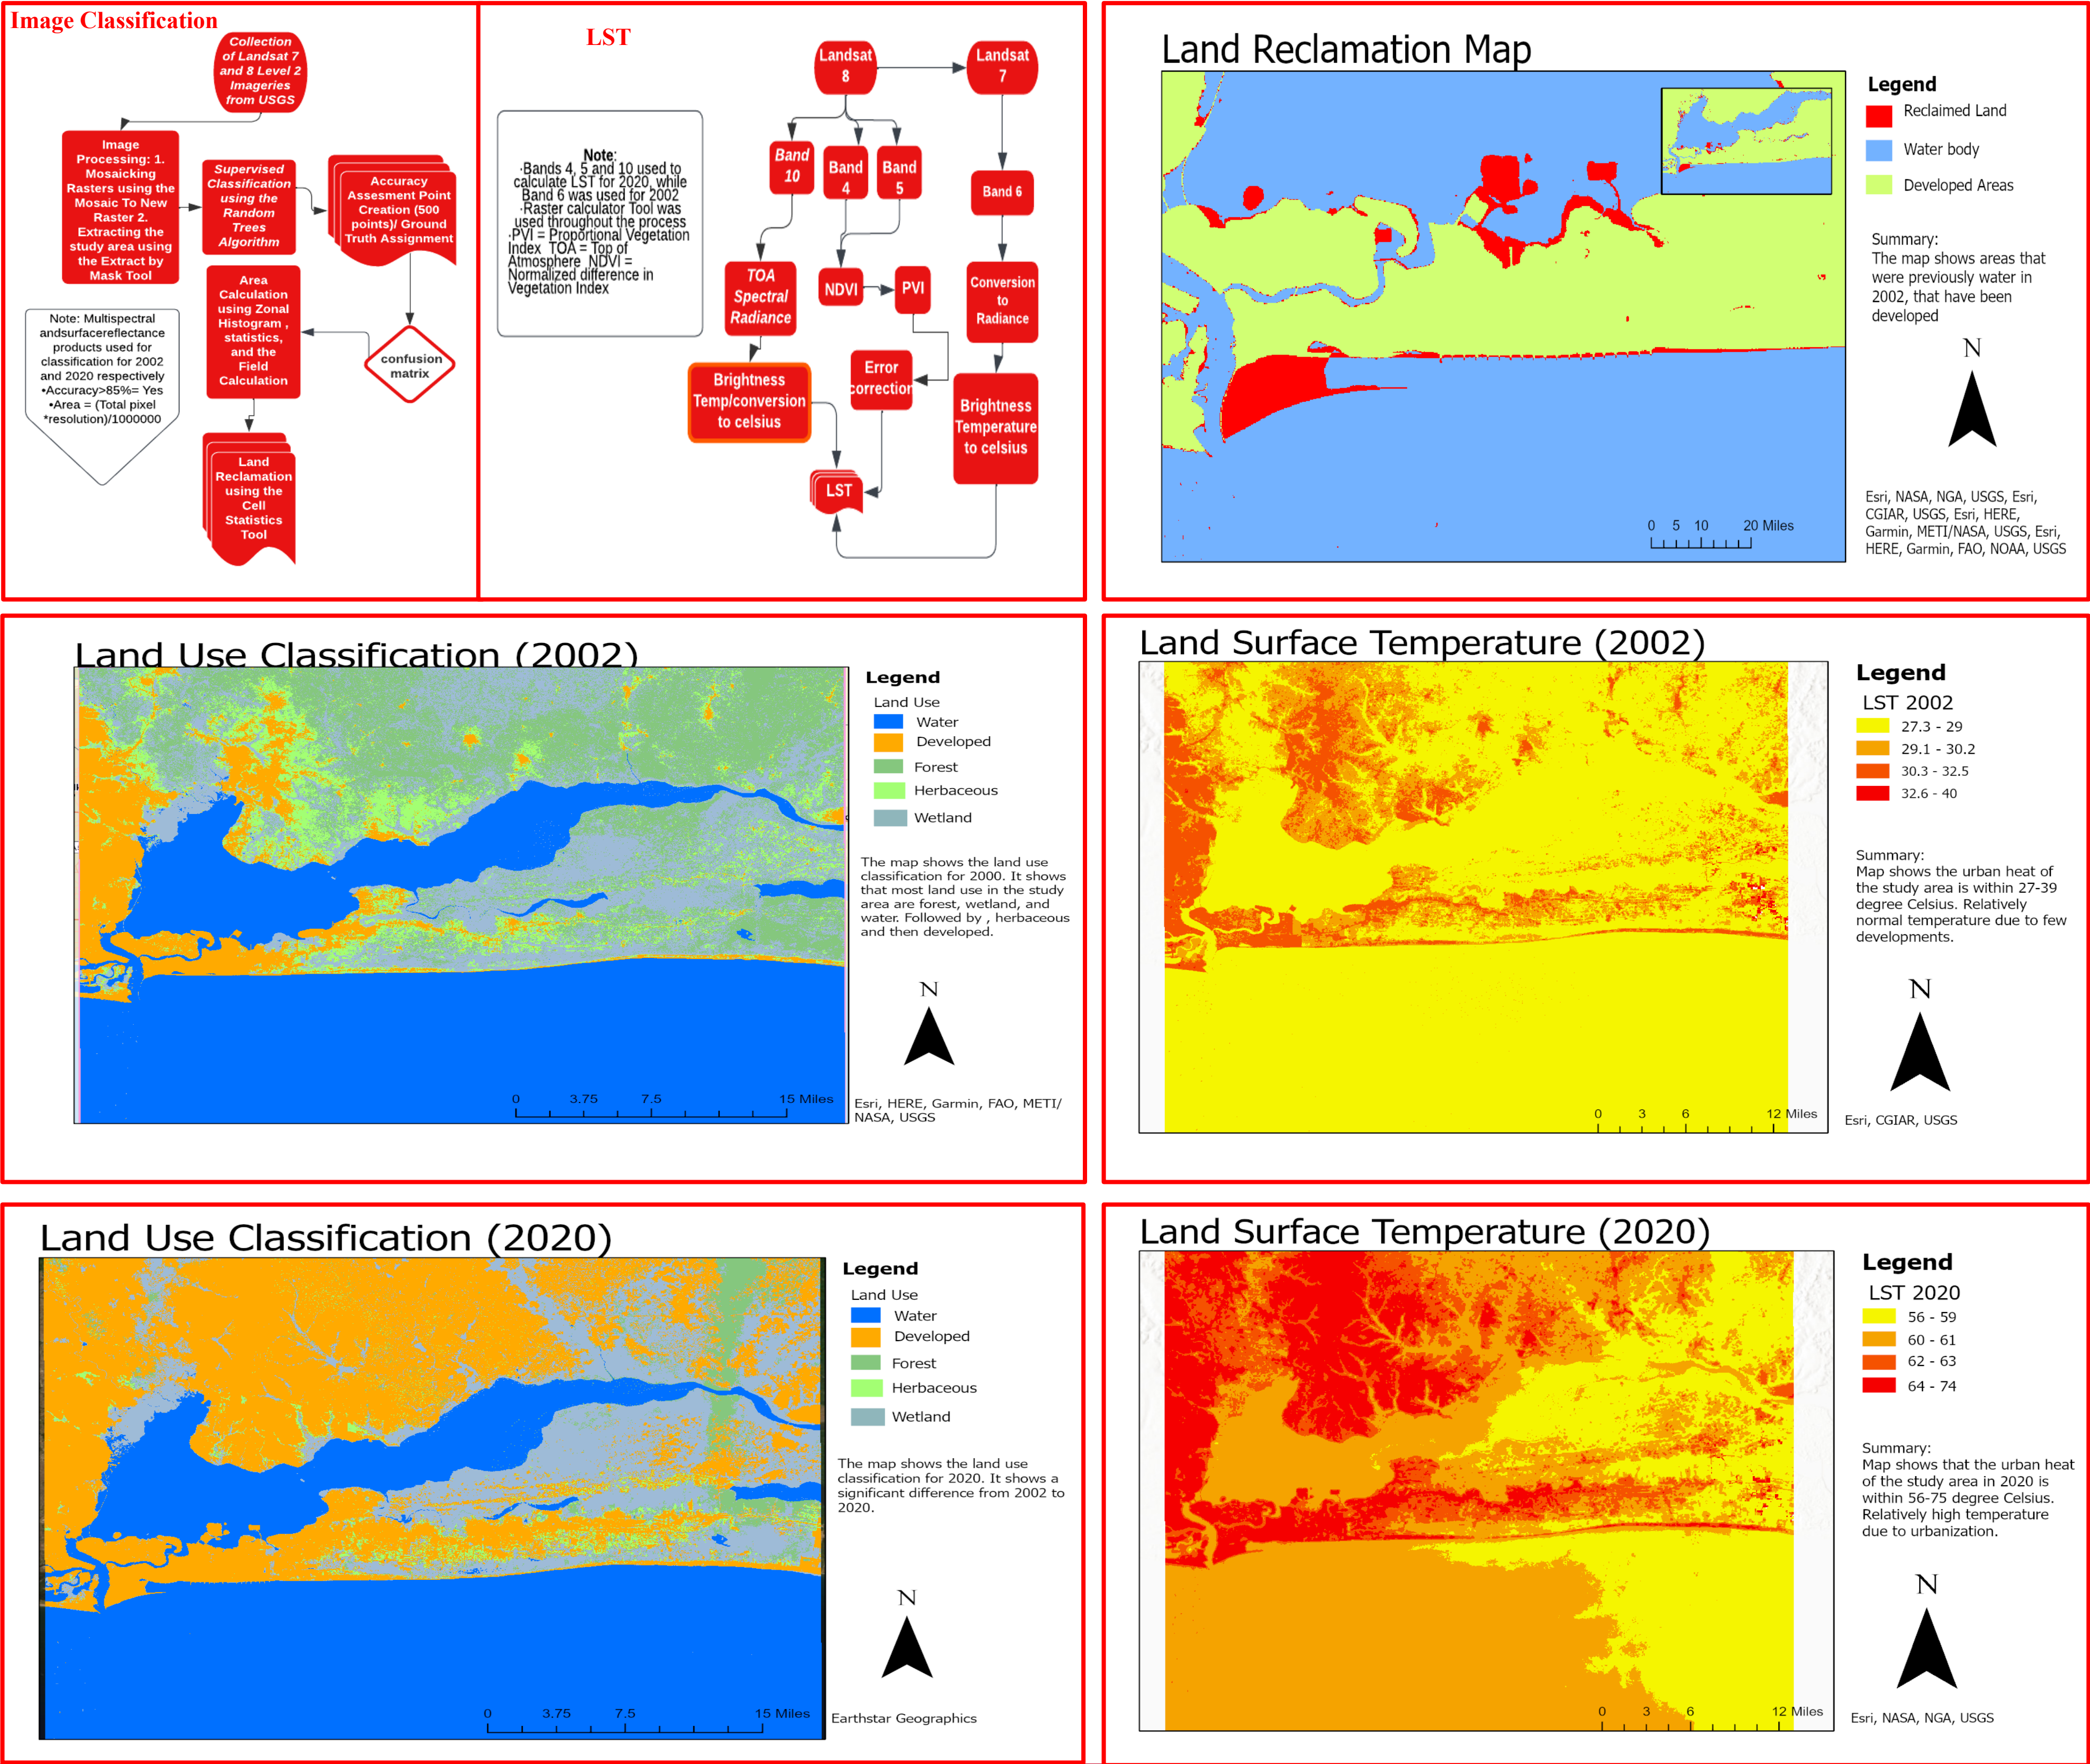 Image Classification
Collection
of Landsat 7
and 8 Level 2
Imageries
from USGS
Image
Processing: 1.
Mosaicking
Rasters using the
Mosaic To New
Raster 2.
Extracting the
study area using
the Extract by
Mask Tool
Supervised
Classification
using the
Random
Trees
Algorithm
Accuracy
Assesment Point
Creation (500
points)/ Ground
Truth Assignment
Area
Calculation
using Zonal
Histogram ,
statistics,
and the
Field
Calculation
confusion
matrix
Note: Multispectral
andsurfacereflectance
products used for
classification for 2002
and 2020 respectively
•Accuracy>85%= Yes
•Area = (Total pixel
*resolution)/1000000
Land
Reclamation
using the
Cell
Statistics
Tool
LST
Note:
·Bands 4, 5 and 10 used to
calculate LST for 2020, while
Band 6 was used for 2002
·Raster calculator Tool was
used throughout the process
·PVI = Proportional Vegetation
Index TOA = Top of
Atmosphere NDVI =
Normalized difference in
Vegetation Index
Landsat
8
Landsat
7
Band
10
Band
4
Band
5
Band 6
TOA
Spectral
Radiance
NDVI
PVI
Conversion
to
Radiance
Brightness
Temp/conversion
to celsius
Error
correction
Brightness
Temperature
to celsius
LST
Land Reclamation Map
Legend
Reclaimed Land
Water body
Developed Areas
Summary:
The map shows areas that
were previously water in
2002, that have been
developed
N
0 5 10 20 Miles
Esri, NASA, NGA, USGS, Esri,
CGIAR, USGS, Esri, HERE,
Garmin, METI/NASA, USGS, Esri,
HERE, Garmin, FAO, NOAA, USGS
Land Use Classification (2002)
Legend
Land Use
Water
Developed
Forest
Herbaceous
Wetland
The map shows the land use
classification for 2000. It shows
that most land use in the study
area are forest, wetland, and
water. Followed by , herbaceous
and then developed.
N
0 3.75 7.5 15 Miles
Esri, HERE, Garmin, FAO, METI/
NASA, USGS
Land Surface Temperature (2002)
Legend
LST 2002
27.3 - 29
29.1 - 30.2
30.3 - 32.5
32.6 - 40
Summary:
Map shows the urban heat of
the study area is within 27-39
degree Celsius. Relatively
normal temperature due to few
developments.
N
0 3 6 12 Miles
Esri, CGIAR, USGS
Land Use Classification (2020)
Legend
Land Use
Water
Developed
Forest
Herbaceous
Wetland
The map shows the land use
classification for 2020. It shows a
significant difference from 2002 to
2020.
N
0 3.75 7.5 15 Miles
Earthstar Geographics
Land Surface Temperature (2020)
Legend
LST 2020
56 - 59
60 - 61
62 - 63
64 - 74
Summary:
Map shows that the urban heat
of the study area in 2020 is
within 56-75 degree Celsius.
Relatively high temperature
due to urbanization.
N
0 3 6 12 Miles
Esri, NASA, NGA, USGS